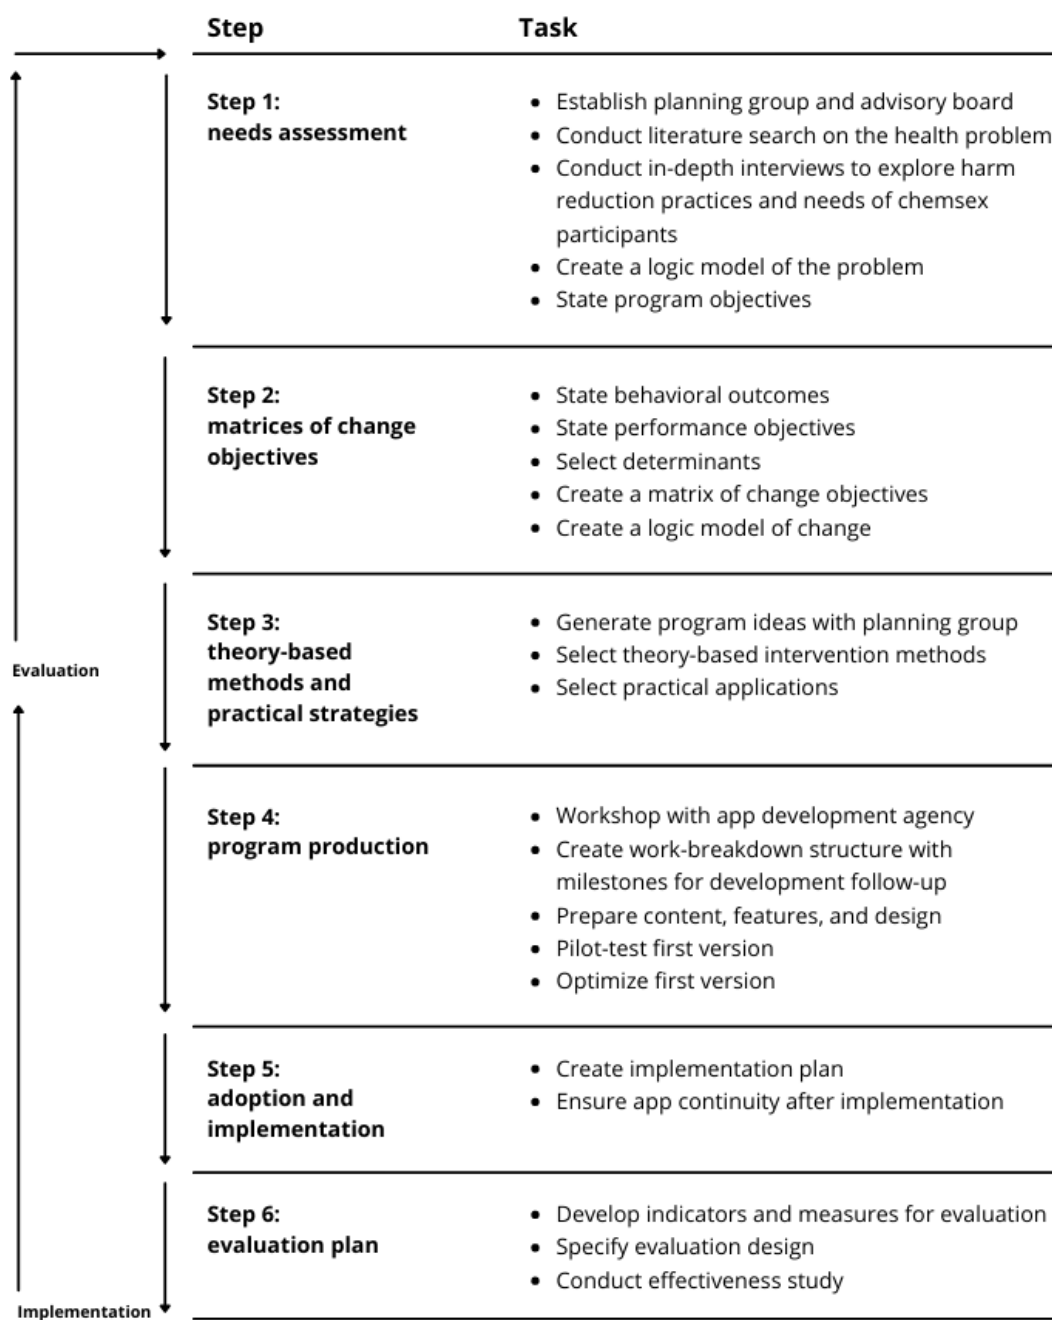 Step Task
Step 1:
needs assessment
• Establish planning group and advisory board
• Conduct literature search on the health problem
• Conduct in-depth interviews to explore harm
reduction practices and needs of chemsex
participants
• Create a logic model of the problem
• State program objectives
Step 2:
matrices of change
objectives
• State behavioral outcomes
• State performance objectives
• Select determinants
• Create a matrix of change objectives
• Create a logic model of change
Step 3:
theory-based
methods and
practical strategies
• Generate program ideas with planning group
• Select theory-based intervention methods
• Select practical applications
Evaluation
Step 4:
program production
• Workshop with app development agency
• Create work-breakdown structure with
milestones for development follow-up
• Prepare content, features, and design
• Pilot-test first version
• Optimize first version
Step 5:
adoption and
implementation
• Create implementation plan
• Ensure app continuity after implementation
Step 6:
evaluation plan
• Develop indicators and measures for evaluation
• Specify evaluation design
• Conduct effectiveness study
Implementation